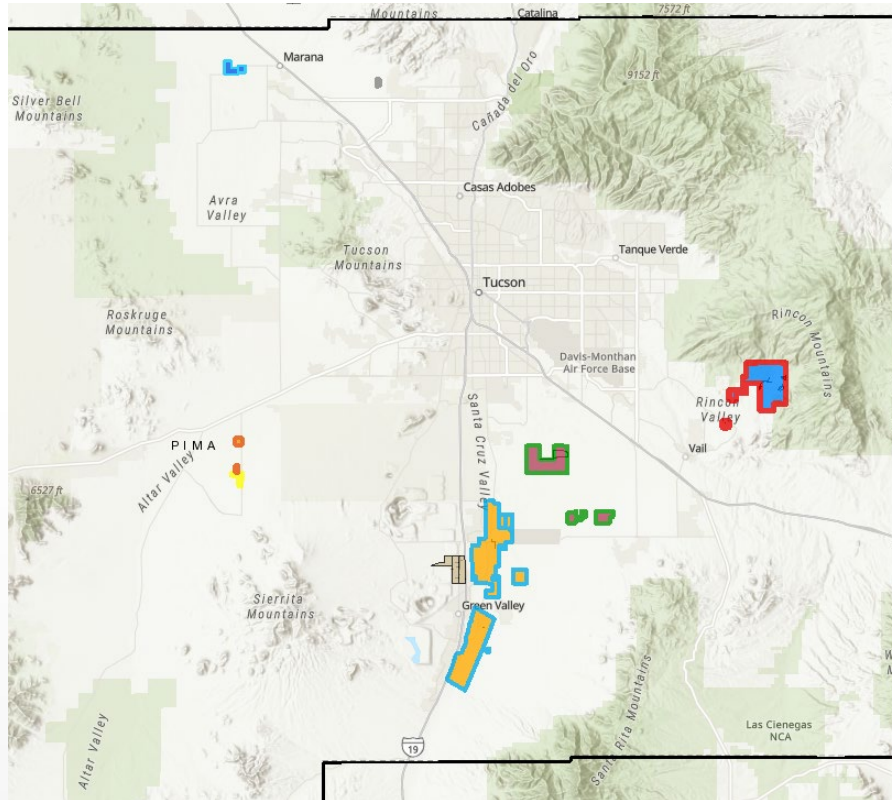 Mountains
Catalina
7572 ft
Marana
9152 ft
Silver Bell
Mountains
Cañada del Oro
Casas Adobes
Avra
Valley
Tucson
Mountains
Tanque Verde
Tucson
Roskruge
Mountains
Rincon Mountains
Davis-Monthan
Air Force Base
Rincon
Valley
Santa Cruz Valley
PIMA
Vail
Altar Valley
6527 ft
Sierrita
Mountains
Green Valley
Santa Rita Mountains
Las Cienegas
NCA
Altar Valley
19